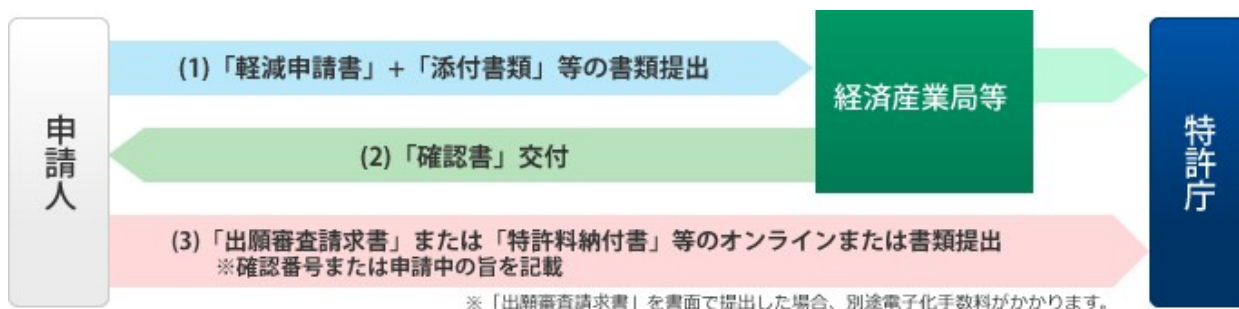 申請人
(1)「軽減申請書」+「添付書類」等の書類提出
経済産業局等
特許庁
(2)「確認書」交付
(3)「出願審査請求書」または「特許料納付書」等のオンラインまたは書類提出
※確認番号または申請中の旨を記載
※「出願審査請求書」を書面で提出した場合、別途電子化手数料がかかります。